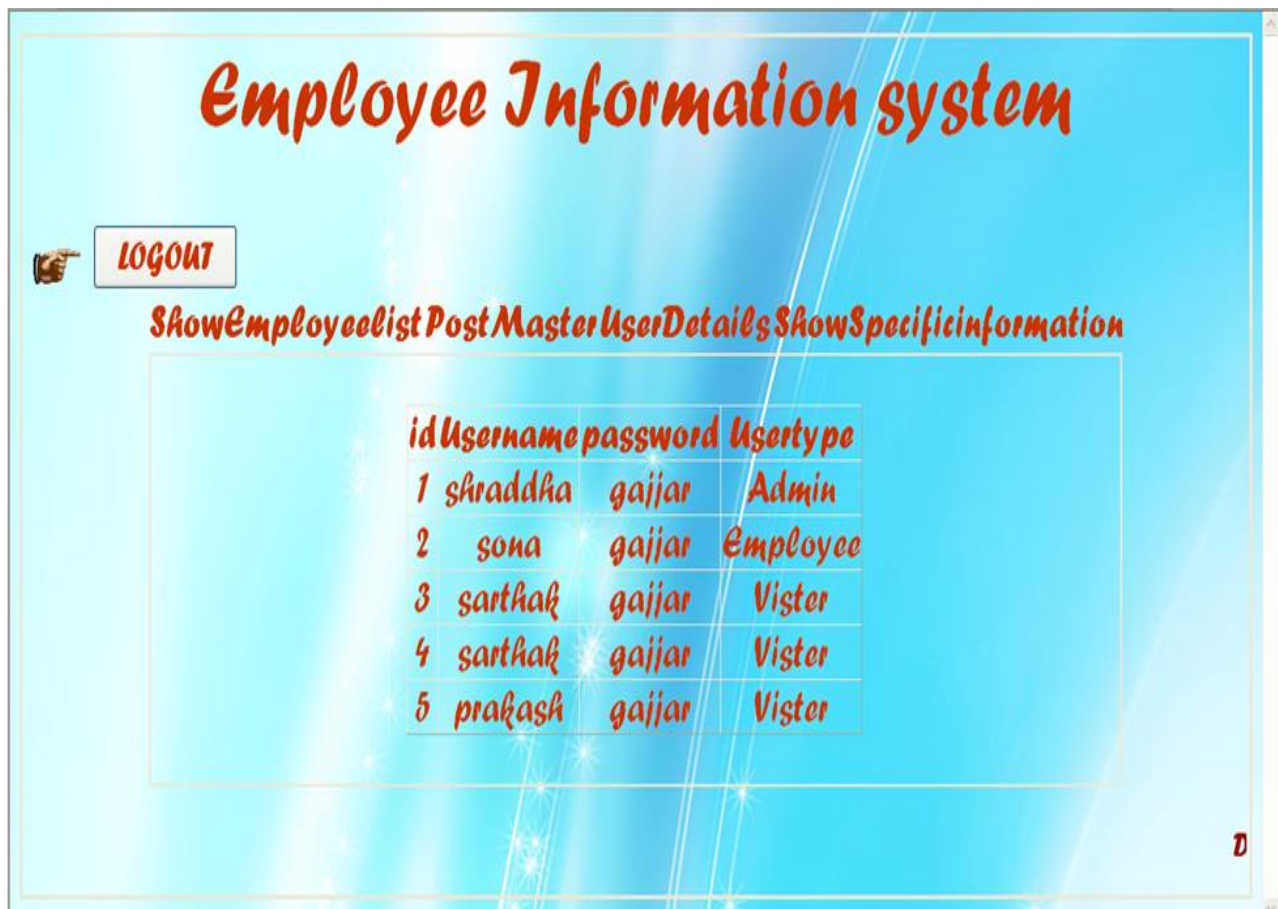 Employee Information system
LOGOUT
ShowEmployeelist PostMaster UserDetails ShowSpecificinformation
id Username password Usertype
1 shraddha gajjar Admin
2 sona gajjar Employee
3 sarthak gajjar Vister
4 sarthak gajjar Vister
5 prakash gajjar Vister
D